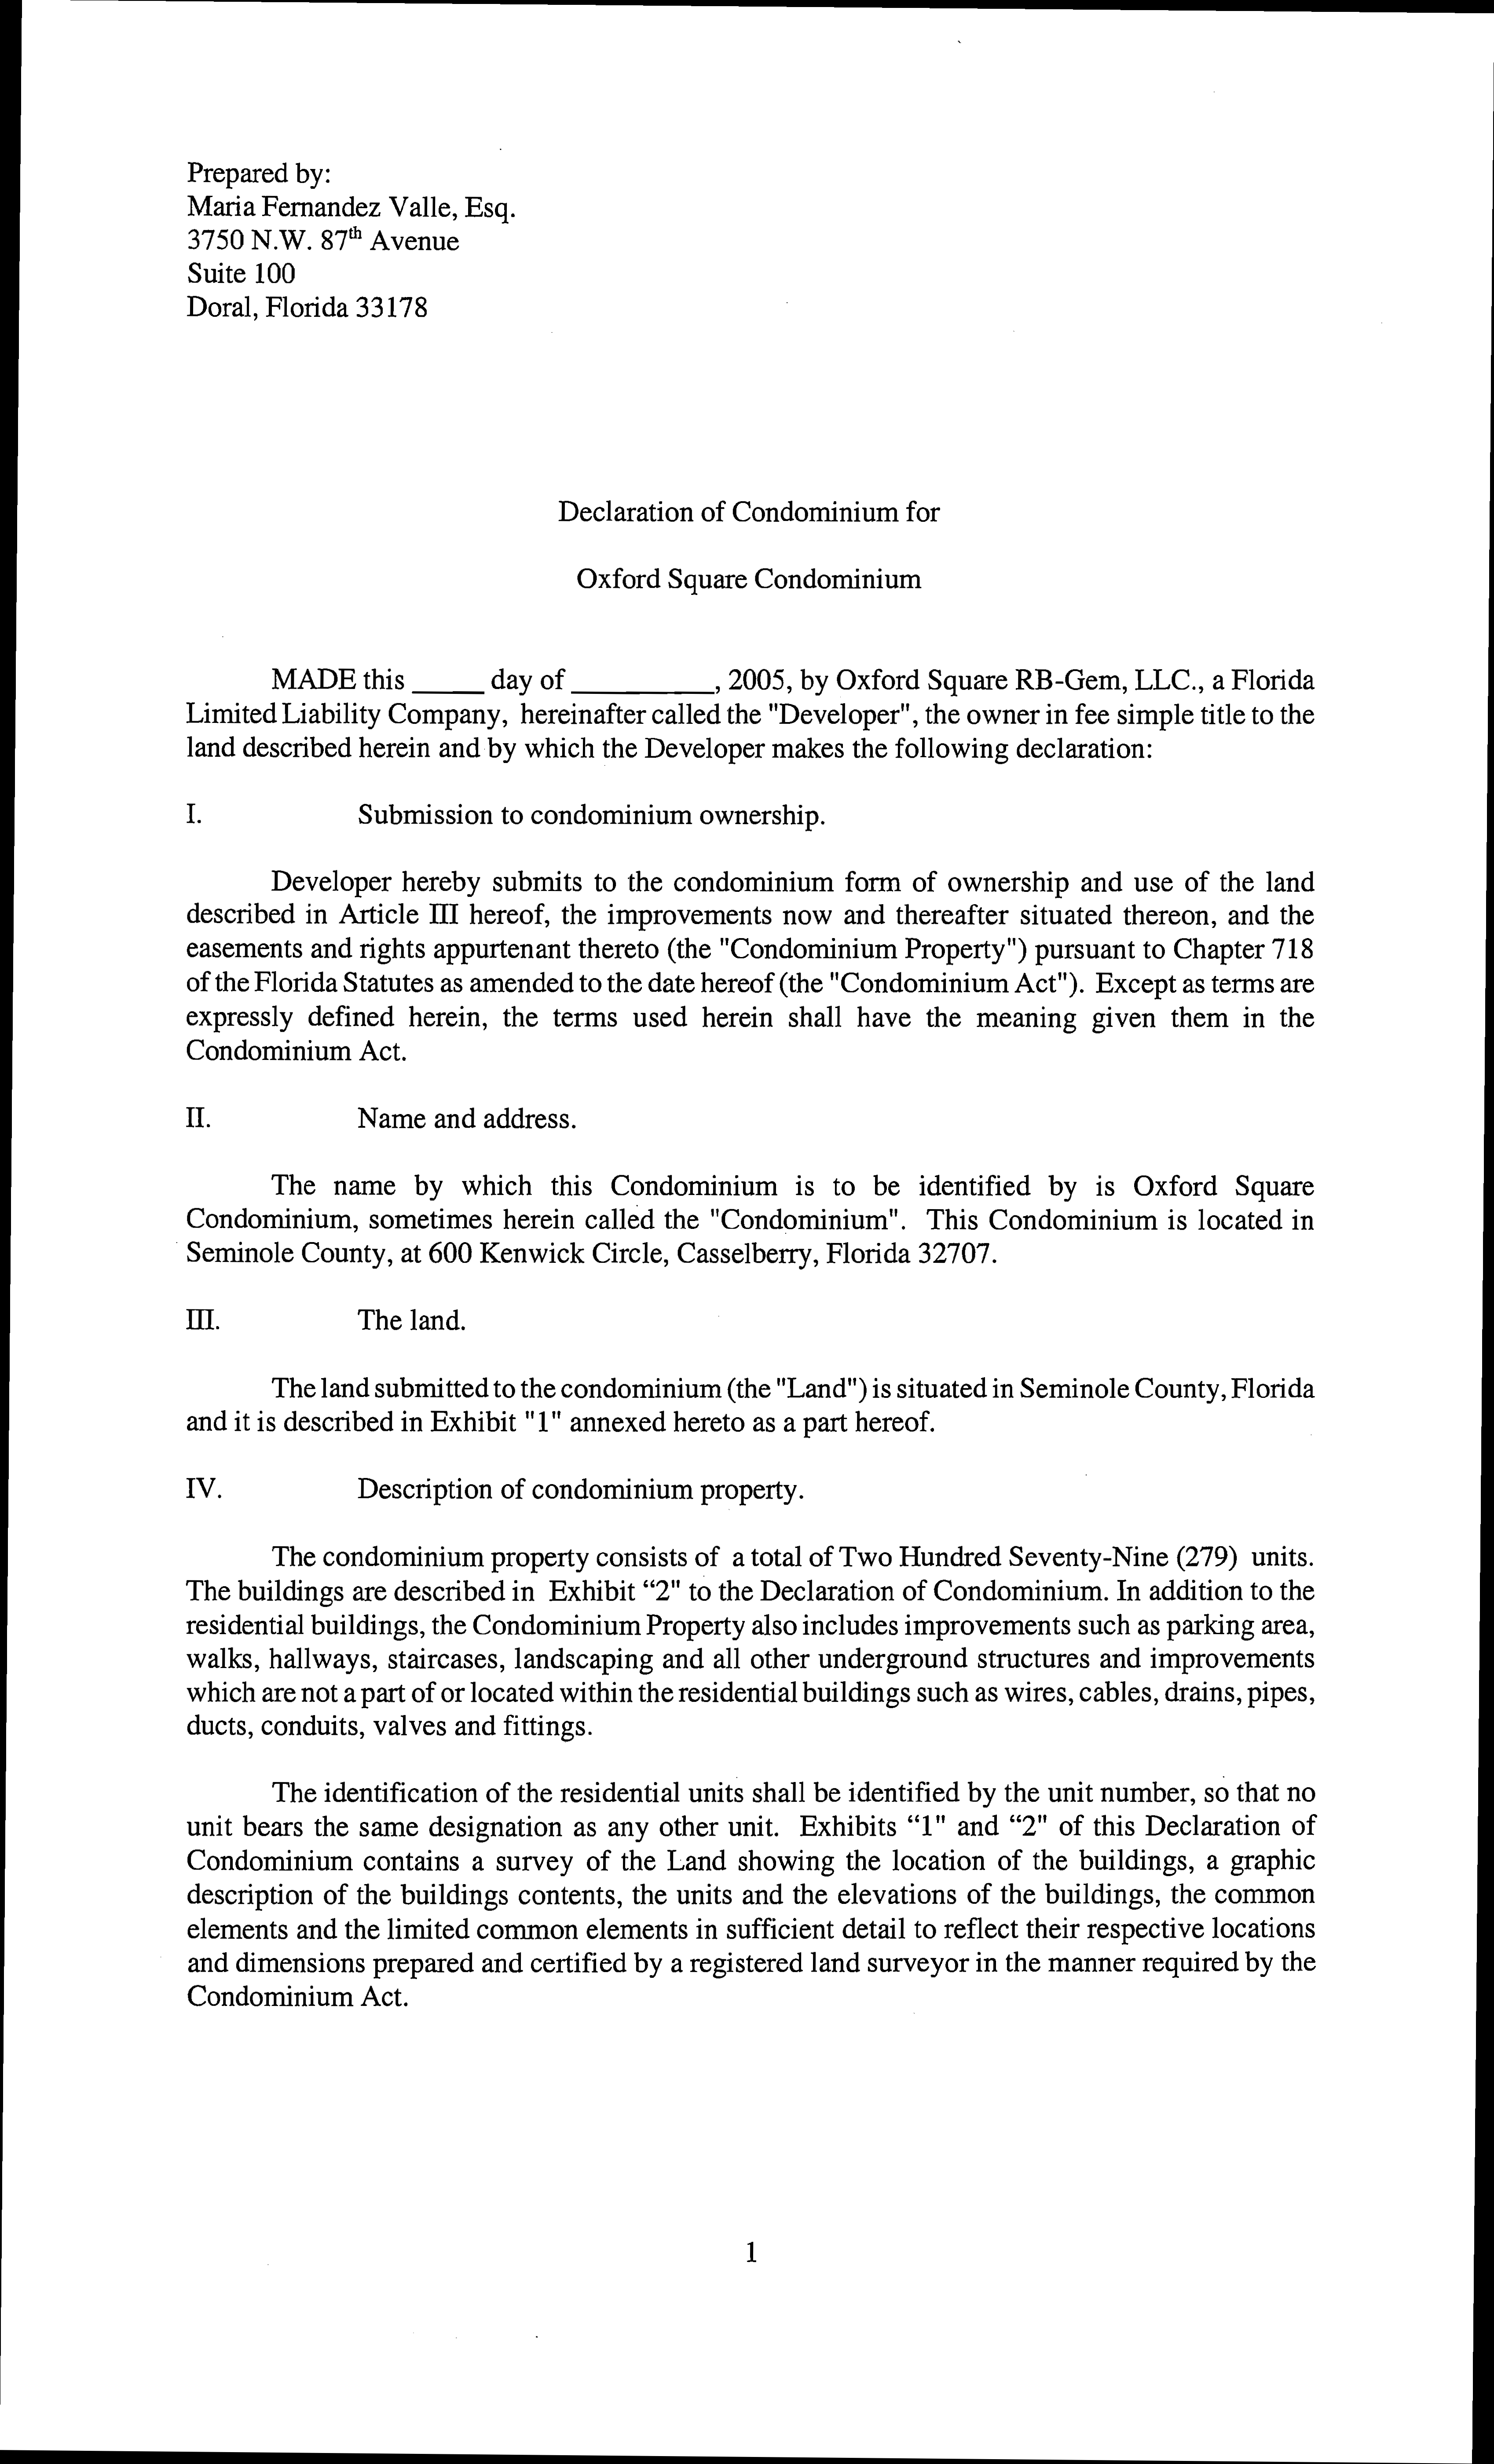 Prepared by:
Maria Fernandez Valle, Esq.
3750 N.W. 87th Avenue
Suite 100
Doral, Florida 33178
Declaration of Condominium for
Oxford Square Condominium
MADE this _____ day of __________, 2005, by Oxford Square RB-Gem, LLC., a Florida
Limited Liability Company, hereinafter called the "Developer", the owner in fee simple title to the
land described herein and by which the Developer makes the following declaration:
I. Submission to condominium ownership.
Developer hereby submits to the condominium form of ownership and use of the land
described in Article III hereof, the improvements now and thereafter situated thereon, and the
easements and rights appurtenant thereto (the "Condominium Property") pursuant to Chapter 718
of the Florida Statutes as amended to the date hereof (the "Condominium Act"). Except as terms are
expressly defined herein, the terms used herein shall have the meaning given them in the
Condominium Act.
II. Name and address.
The name by which this Condominium is to be identified by is Oxford Square
Condominium, sometimes herein called the "Condominium". This Condominium is located in
Seminole County, at 600 Kenwick Circle, Casselberry, Florida 32707.
III. The land.
The land submitted to the condominium (the "Land") is situated in Seminole County, Florida
and it is described in Exhibit "1" annexed hereto as a part hereof.
IV. Description of condominium property.
The condominium property consists of a total of Two Hundred Seventy-Nine (279) units.
The buildings are described in Exhibit “2" to the Declaration of Condominium. In addition to the
residential buildings, the Condominium Property also includes improvements such as parking area,
walks, hallways, staircases, landscaping and all other underground structures and improvements
which are not a part of or located within the residential buildings such as wires, cables, drains, pipes,
ducts, conduits, valves and fittings.
The identification of the residential units shall be identified by the unit number, so that no
unit bears the same designation as any other unit. Exhibits “1" and “2" of this Declaration of
Condominium contains a survey of the Land showing the location of the buildings, a graphic
description of the buildings contents, the units and the elevations of the buildings, the common
elements and the limited common elements in sufficient detail to reflect their respective locations
and dimensions prepared and certified by a registered land surveyor in the manner required by the
Condominium Act.
1